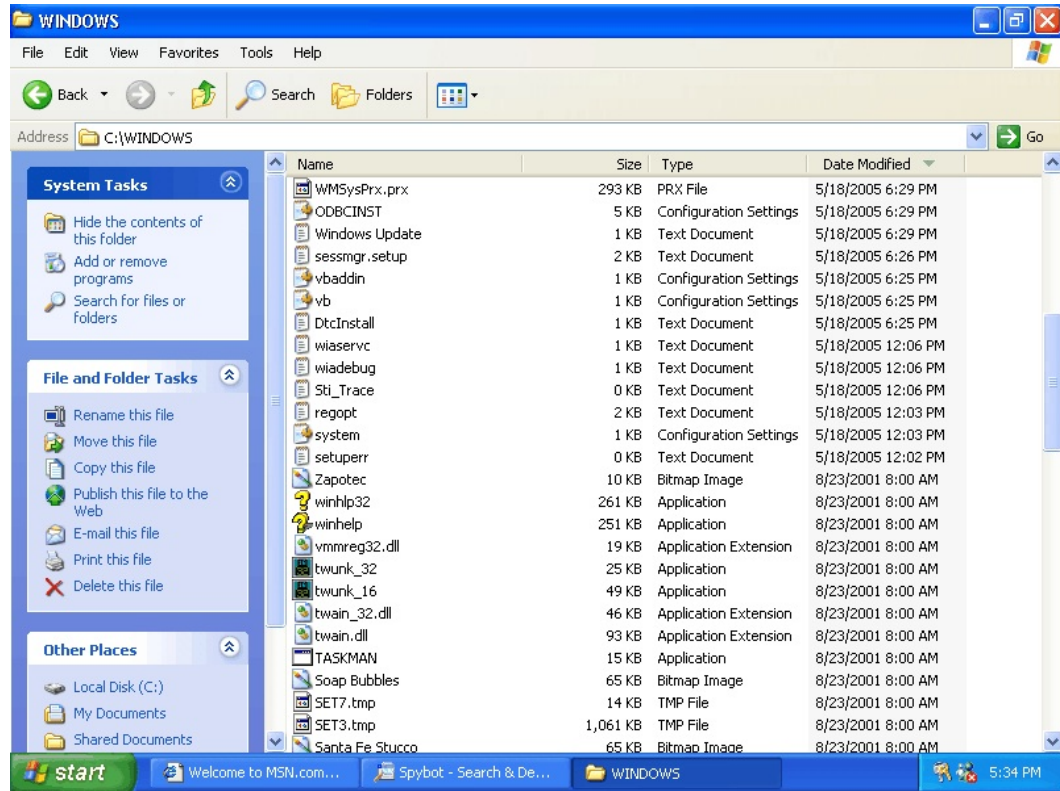 WINDOWS
File Edit View Favorites Tools Help
Back Search Folders
Address C:\WINDOWS Go
System Tasks
Hide the contents of
this folder
Add or remove
programs
Search for files or
folders
File and Folder Tasks
Rename this file
Move this file
Copy this file
Publish this file to the
Web
E-mail this file
Print this file
Delete this file
Other Places
Local Disk (C:)
My Documents
Shared Documents
Name Size Type Date Modified
WMSysPrx.prx 293 KB PRX File 5/18/2005 6:29 PM
ODBCINST 5 KB Configuration Settings 5/18/2005 6:29 PM
Windows Update 1 KB Text Document 5/18/2005 6:29 PM
sessmgr.setup 2 KB Text Document 5/18/2005 6:26 PM
vbaddin 1 KB Configuration Settings 5/18/2005 6:25 PM
vb 1 KB Configuration Settings 5/18/2005 6:25 PM
DtcInstall 1 KB Text Document 5/18/2005 6:25 PM
wiaservc 1 KB Text Document 5/18/2005 12:06 PM
wiadebug 1 KB Text Document 5/18/2005 12:06 PM
Sti_Trace 0 KB Text Document 5/18/2005 12:06 PM
regopt 2 KB Text Document 5/18/2005 12:03 PM
system 1 KB Configuration Settings 5/18/2005 12:03 PM
setuperr 0 KB Text Document 5/18/2005 12:02 PM
Zapotec 10 KB Bitmap Image 8/23/2001 8:00 AM
winhlp32 261 KB Application 8/23/2001 8:00 AM
winhelp 251 KB Application 8/23/2001 8:00 AM
vmmreg32.dll 19 KB Application Extension 8/23/2001 8:00 AM
twunk_32 25 KB Application 8/23/2001 8:00 AM
twunk_16 49 KB Application 8/23/2001 8:00 AM
twain_32.dll 46 KB Application Extension 8/23/2001 8:00 AM
twain.dll 93 KB Application Extension 8/23/2001 8:00 AM
TASKMAN 15 KB Application 8/23/2001 8:00 AM
Soap Bubbles 65 KB Bitmap Image 8/23/2001 8:00 AM
SET7.tmp 14 KB TMP File 8/23/2001 8:00 AM
SET3.tmp 1,061 KB TMP File 8/23/2001 8:00 AM
Santa Fe Stucco 65 KB Bitmap Image 8/23/2001 8:00 AM
start Welcome to MSN.com... Spybot - Search & De... WINDOWS 5:34 PM